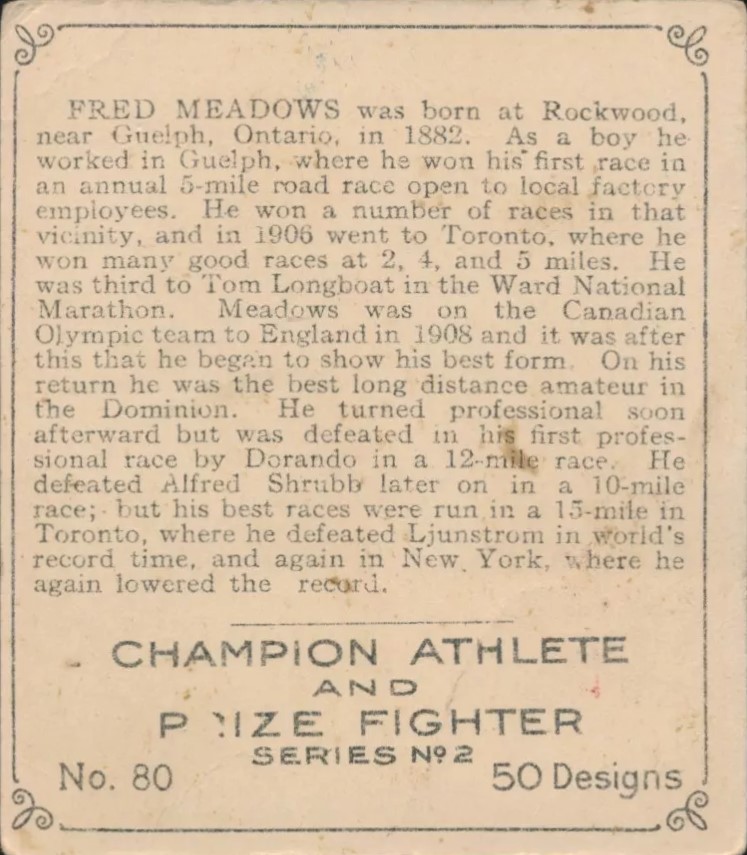 FRED MEADOWS was born at Rockwood,
near Guelph, Ontario, in 1882. As a boy he
worked in Guelph, where he won his first race in
an annual 5-mile road race open to local factory
employees. He won a number of races in that
vicinity, and in 1906 went to Toronto, where he
won many good races at 2, 4, and 5 miles. He
was third to Tom Longboat in the Ward National
Marathon. Meadows was on the Canadian
Olympic team to England in 1908 and it was after
this that he began to show his best form. On his
return he was the best long distance amateur in
the Dominion. He turned professional soon
afterward but was defeated in his first profes-
sional race by Dorando in a 12-mile race. He
defeated Alfred Shrubb later on in a 10-mile
race; but his best races were run in a 15-mile in
Toronto, where he defeated Ljunstrom in world's
record time, and again in New York, where he
again lowered the record.
CHAMPION ATHLETE
AND
PRIZE FIGHTER
SERIES Nº 2
No. 80 50 Designs